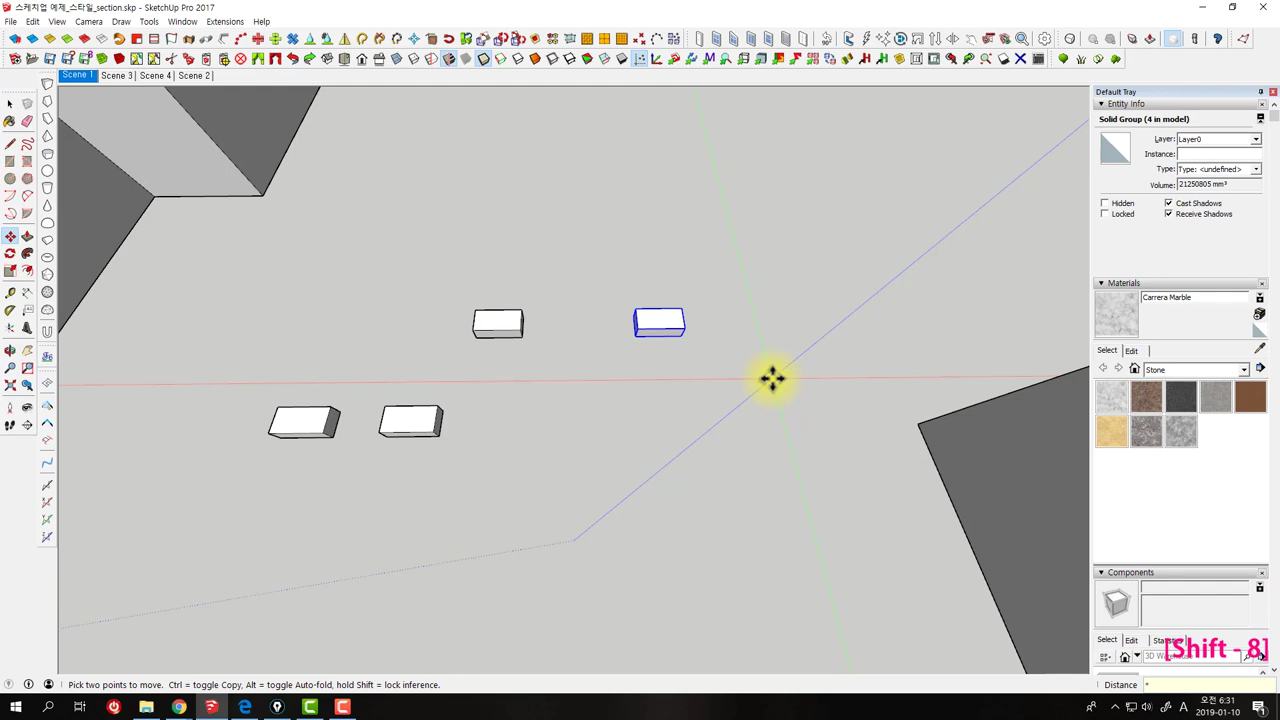 스케치업 예제_스타일_section.skp - SketchUp Pro 2017
File Edit View Camera Draw Tools Window Extensions Help
Scene 1 Scene 3 Scene 4 Scene 2
Default Tray
Entity Info
Solid Group (4 in model)
Layer: Layer0
Instance:
Type: Type: <undefined>
Volume: 21250805 mm³
Hidden Cast Shadows
Locked Receive Shadows
Materials
Carrera Marble
Select Edit
Stone
Components
Select Edit Statistics
[Shift - 8]
Pick two points to move. Ctrl = toggle Copy, Alt = toggle Auto-fold, hold Shift = lock inference.
Distance *
A 오전 6:31
2019-01-10